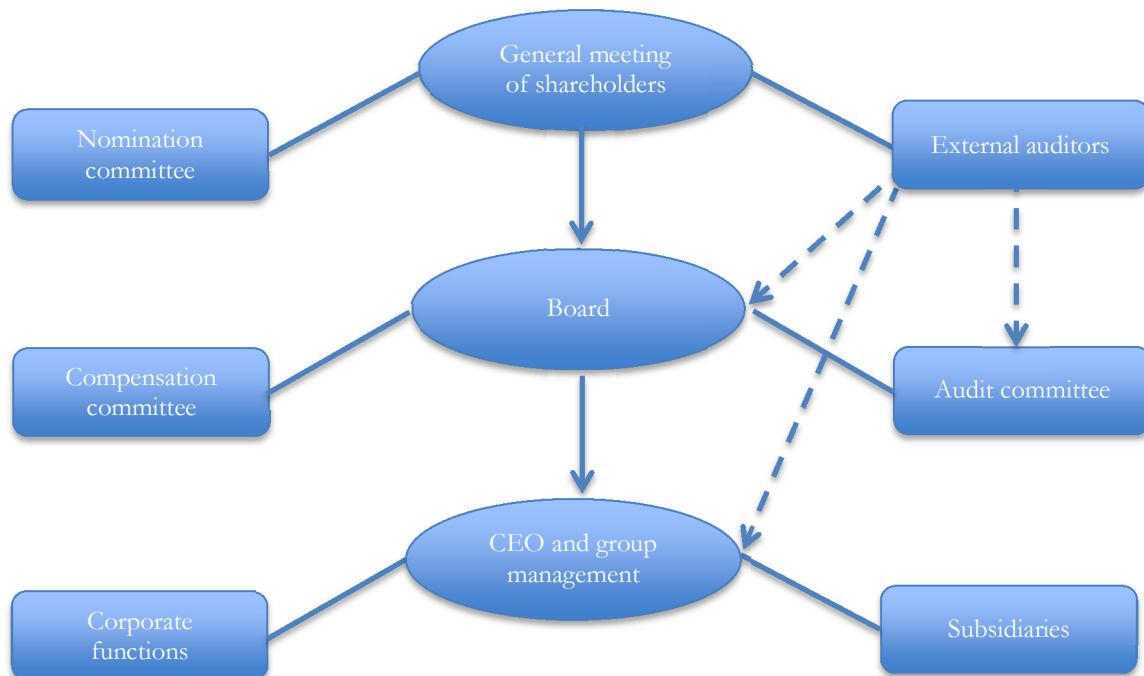 General meeting
of shareholders
Nomination
committee
External auditors
Board
Compensation
committee
Audit committee
CEO and group
management
Corporate
functions
Subsidiaries